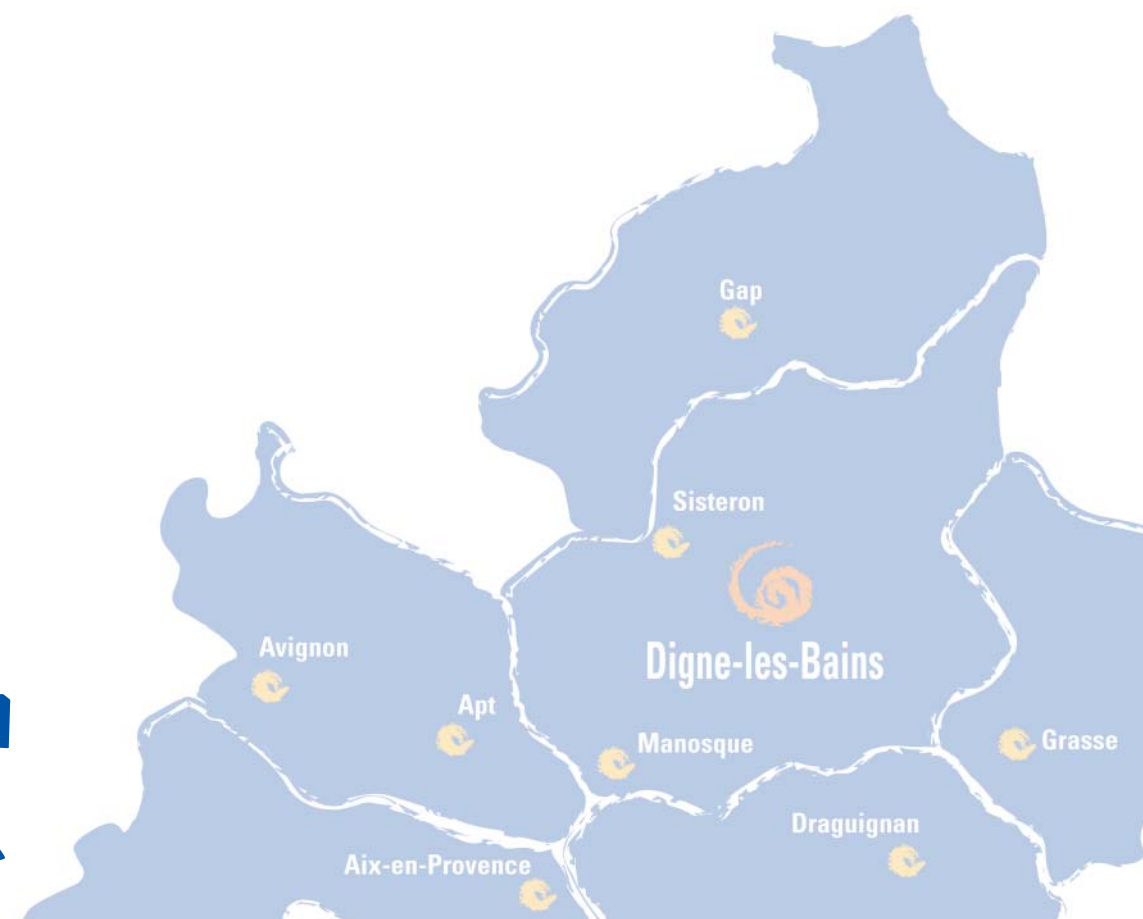 Gap
Sisteron
Digne-les-Bains
Avignon
Apt
Manosque
Grasse
Draguignan
Aix-en-Provence